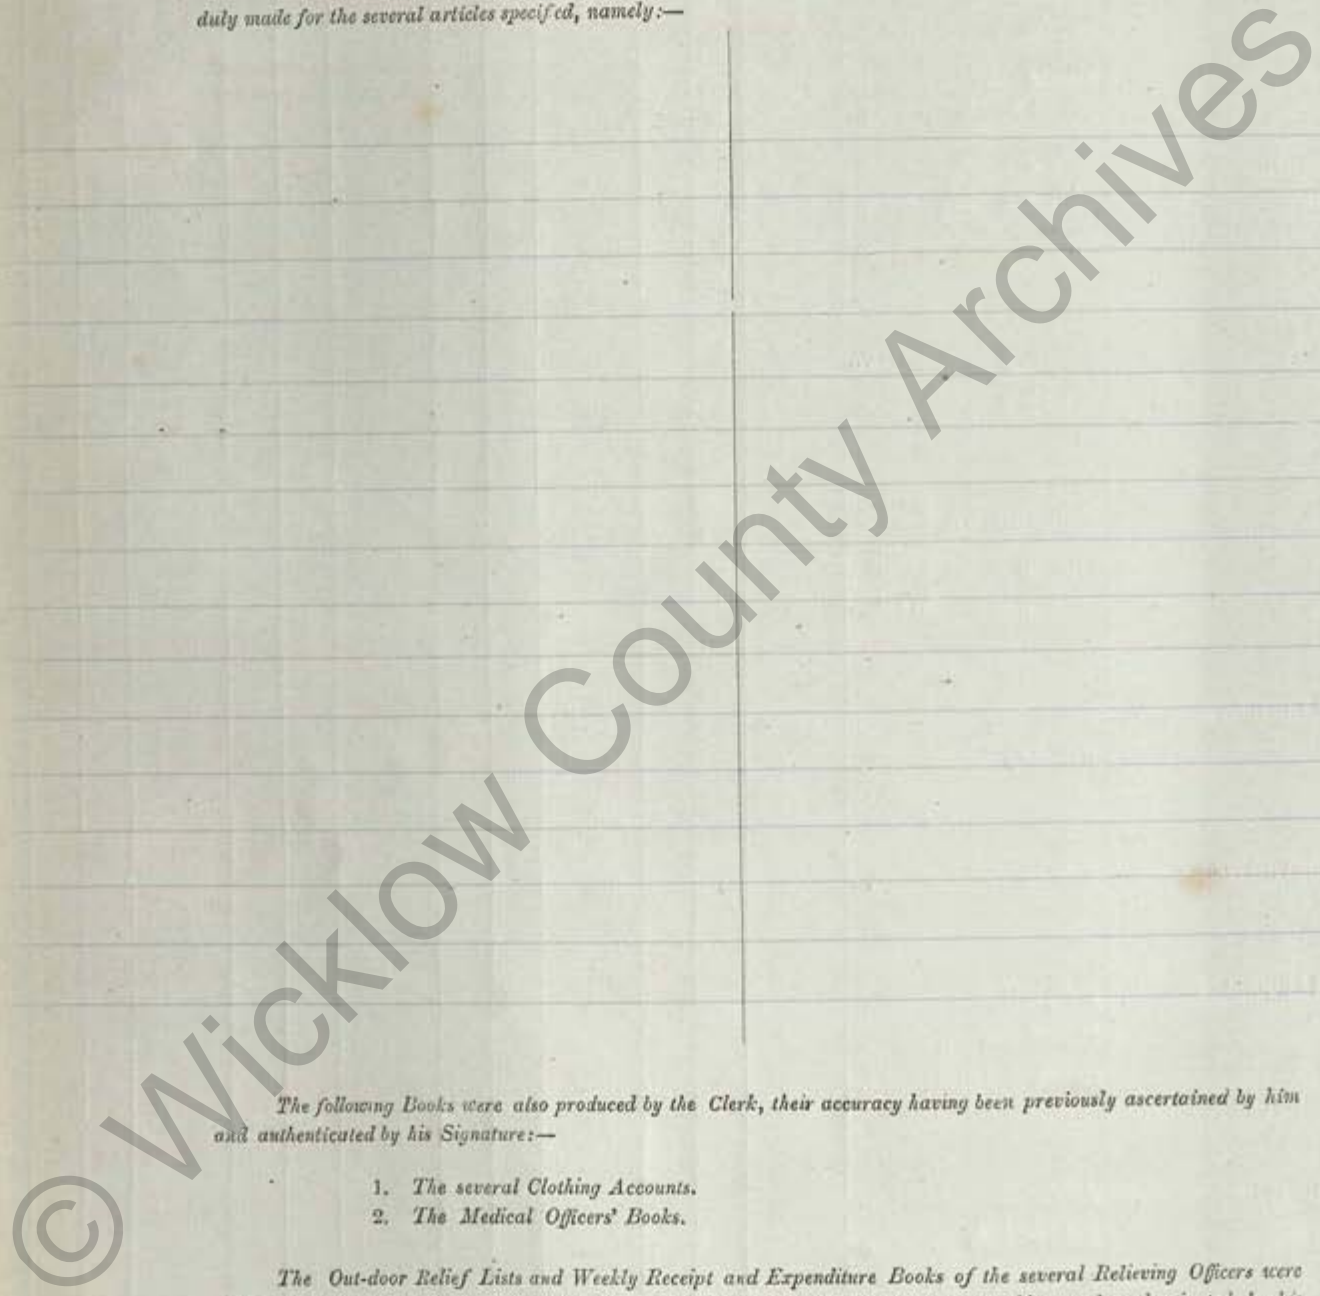 duly made for the several articles specified, namely:—
The following Books were also produced by the Clerk, their accuracy having been previously ascertained by him
and authenticated by his Signature:—
1. The several Clothing Accounts.
2. The Medical Officers' Books.
The Out-door Relief Lists and Weekly Receipt and Expenditure Books of the several Relieving Officers were
© Wicklow County Archives